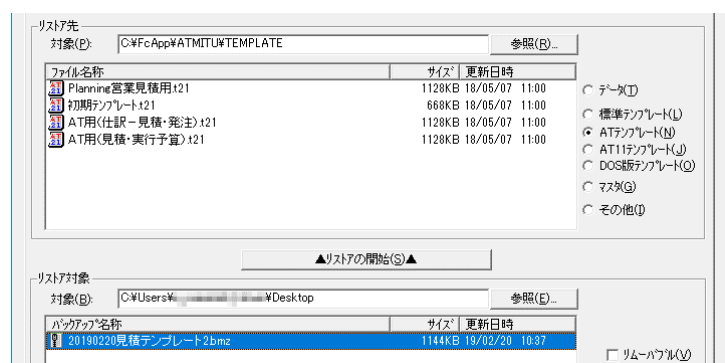 リストア先
対象(P): C:¥FcApp¥ATMITU¥TEMPLATE 参照(R)...
ファイル名称 サイズ 更新日時
Planning営業見積用.t21 1128KB 18/05/07 11:00
初期テンプレート.t21 668KB 18/05/07 11:00
AT用(仕訳-見積・発注).t21 1128KB 18/05/07 11:00
AT用(見積・実行予算).t21 1128KB 18/05/07 11:00
データ(T)
標準テンプレート(L)
ATテンプレート(N)
AT11テンプレート(J)
DOS版テンプレート(O)
マスタ(G)
その他(I)
▲リストアの開始(S)▲
リストア対象
対象(B): C:¥Users¥ ¥Desktop 参照(E)...
バックアップ名称 サイズ 更新日時
20190220見積テンプレート2.bmz 1144KB 19/02/20 10:37
リムーバブル(V)